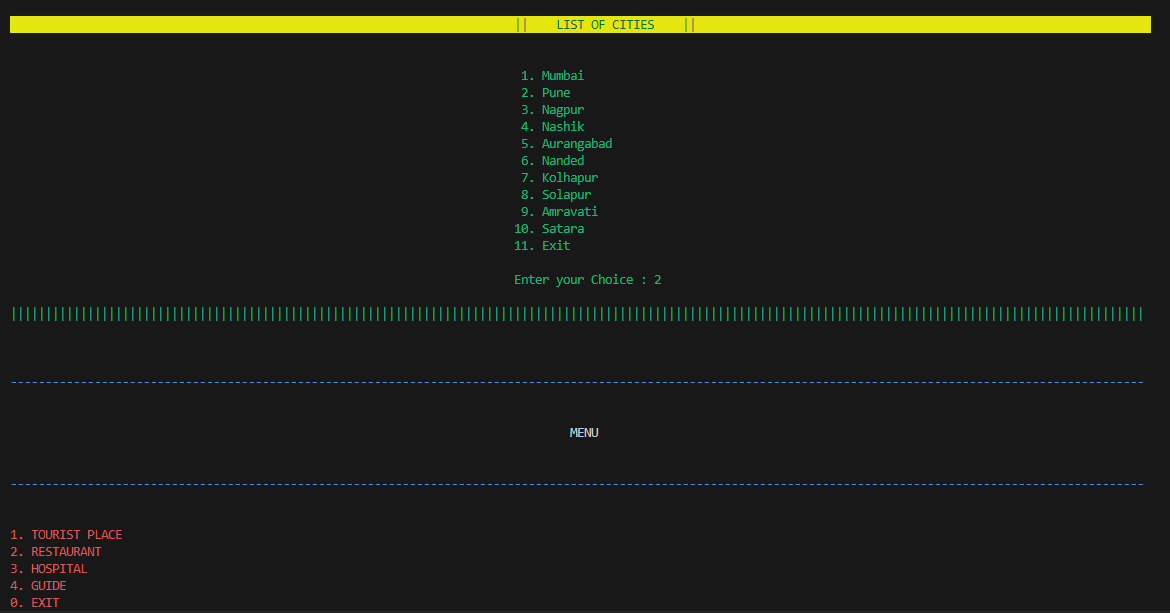 || LIST OF CITIES ||
1. Mumbai
2. Pune
3. Nagpur
4. Nashik
5. Aurangabad
6. Nanded
7. Kolhapur
8. Solapur
9. Amravati
10. Satara
11. Exit
Enter your Choice : 2
MENU
1. TOURIST PLACE
2. RESTAURANT
3. HOSPITAL
4. GUIDE
0. EXIT